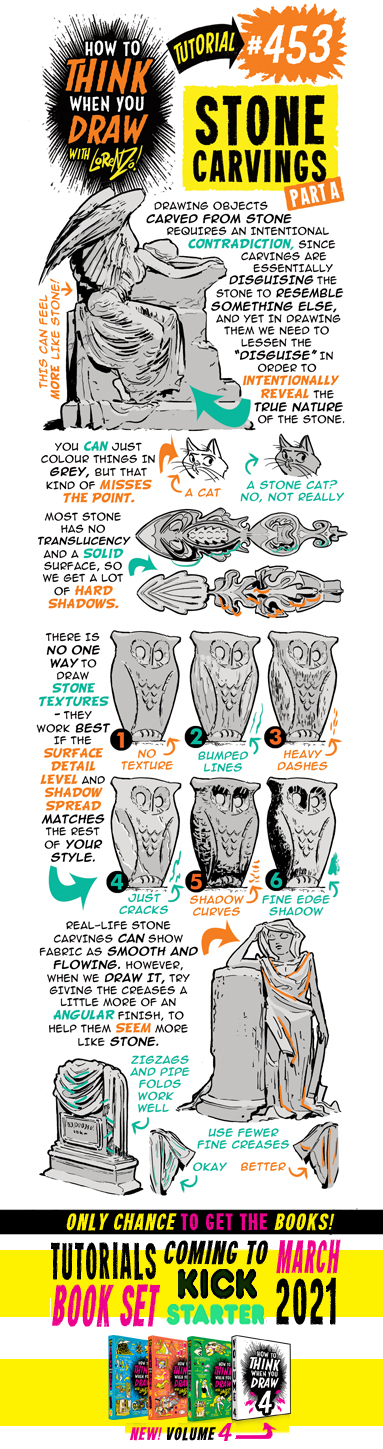 HOW TO
THINK
WHEN YOU
DRAW
WITH LORENZO!
TUTORIAL
#453
STONE
CARVINGS
PART A
DRAWING OBJECTS
CARVED FROM STONE
REQUIRES AN INTENTIONAL
CONTRADICTION, SINCE
CARVINGS ARE
ESSENTIALLY
DISGUISING THE
STONE TO RESEMBLE
SOMETHING ELSE,
AND YET IN DRAWING
THEM WE NEED TO
LESSEN THE
"DISGUISE" IN
ORDER TO
INTENTIONALLY
REVEAL THE
TRUE NATURE
OF THE STONE.
THIS CAN FEEL
MORE LIKE STONE!
YOU CAN JUST
COLOUR THINGS IN
GREY, BUT THAT
KIND OF MISSES
THE POINT.
A CAT
A STONE CAT?
NO, NOT REALLY
MOST STONE
HAS NO
TRANSLUCENCY
AND A SOLID
SURFACE, SO
WE GET A LOT
OF HARD
SHADOWS.
THERE IS
NO ONE
WAY TO
DRAW
STONE
TEXTURES
- THEY
WORK BEST
IF THE
SURFACE
DETAIL
LEVEL AND
SHADOW
SPREAD
MATCHES
THE REST
OF YOUR
STYLE.
1
NO
TEXTURE
2
BUMPED
LINES
3
HEAVY
DASHES
4
JUST
CRACKS
5
SHADOW
CURVES
6
FINE EDGE
SHADOW
REAL-LIFE STONE
CARVINGS CAN SHOW
FABRIC AS SMOOTH AND
FLOWING. HOWEVER,
WHEN WE DRAW IT, TRY
GIVING THE CREASES A
LITTLE MORE OF AN
ANGULAR FINISH, TO
HELP THEM SEEM MORE
LIKE STONE.
ZIGZAGS
AND PIPE
FOLDS
WORK
WELL
USE FEWER
FINE CREASES
OKAY
BETTER
ONLY CHANCE TO GET THE BOOKS!
TUTORIALS
BOOK SET
COMING TO
KICK
STARTER
MARCH
2021
HOW TO
THINK
WHEN YOU
DRAW
4
NEW! VOLUME 4